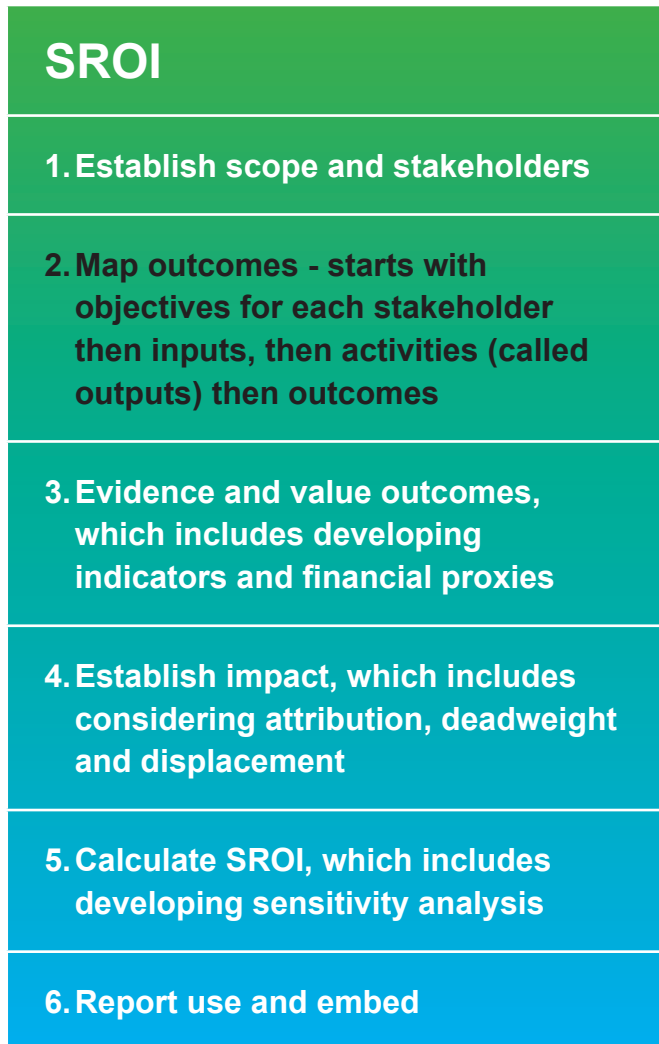 SROI
1. Establish scope and stakeholders
2. Map outcomes - starts with
objectives for each stakeholder
then inputs, then activities (called
outputs) then outcomes
3. Evidence and value outcomes,
which includes developing
indicators and financial proxies
4. Establish impact, which includes
considering attribution, deadweight
and displacement
5. Calculate SROI, which includes
developing sensitivity analysis
6. Report use and embed